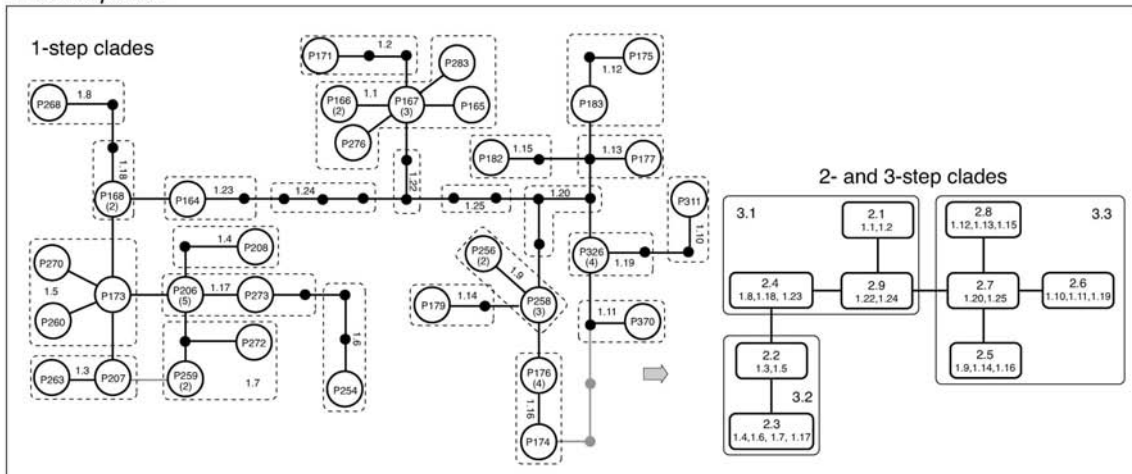 1-step clades
P268
1.8
1.18
P168
(2)
P164
1.23
1.24
P171
1.2
P283
P166
(2)
1.1
P167
(3)
P165
P276
1.22
1.25
1.20
P175
1.12
P183
P182
1.15
1.13
P177
P311
1.10
P326
(4)
1.19
P256
(2)
1.9
P258
(3)
P179
1.14
1.11
P370
P176
(4)
1.16
P174
P270
1.5
P173
P260
P263
1.3
P207
1.4
P208
P206
(5)
1.17
P273
P272
P259
(2)
1.7
1.6
P254
2- and 3-step clades
3.1
2.1
1.1,1.2
2.4
1.8,1.18, 1.23
2.9
1.22,1.24
3.3
2.8
1.12,1.13,1.15
2.7
1.20,1.25
2.6
1.10,1.11,1.19
2.5
1.9,1.14,1.16
2.2
1.3,1.5
3.2
2.3
1.4,1.6, 1.7, 1.17